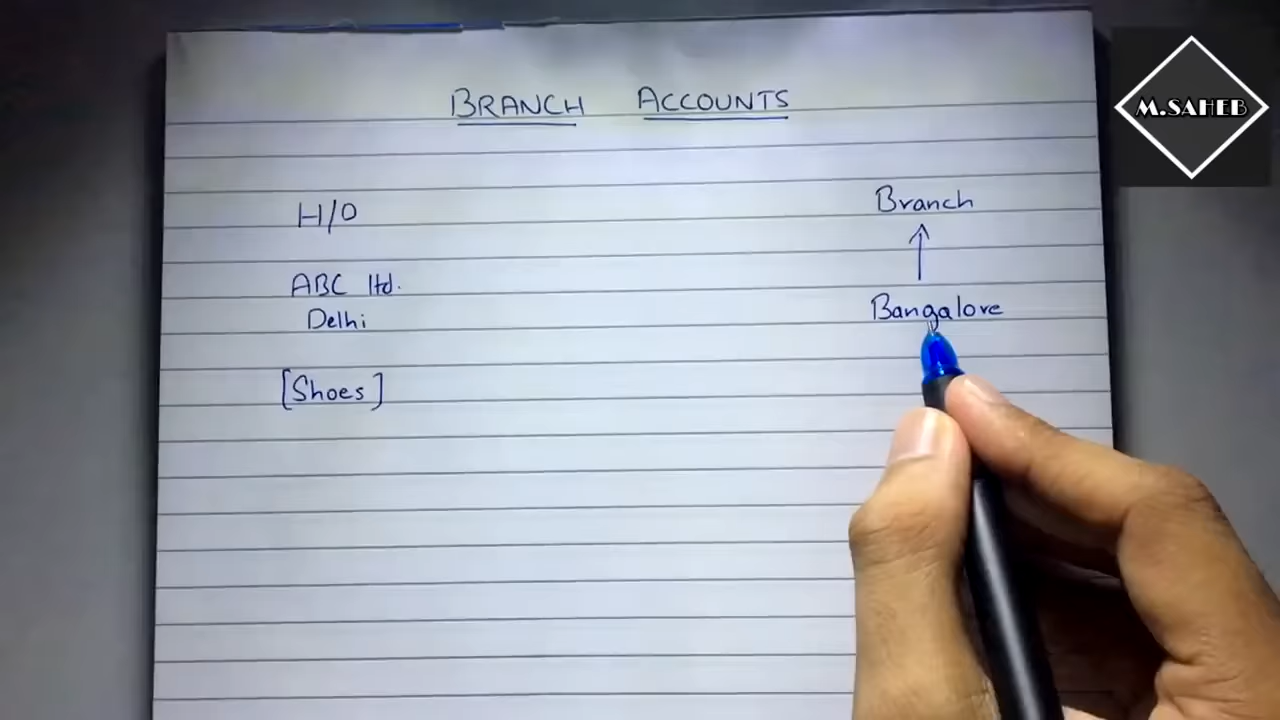 BRANCH ACCOUNTS
M.SAHEB
H/O
Branch
ABC ltd.
Delhi
Bangalore
[Shoes]